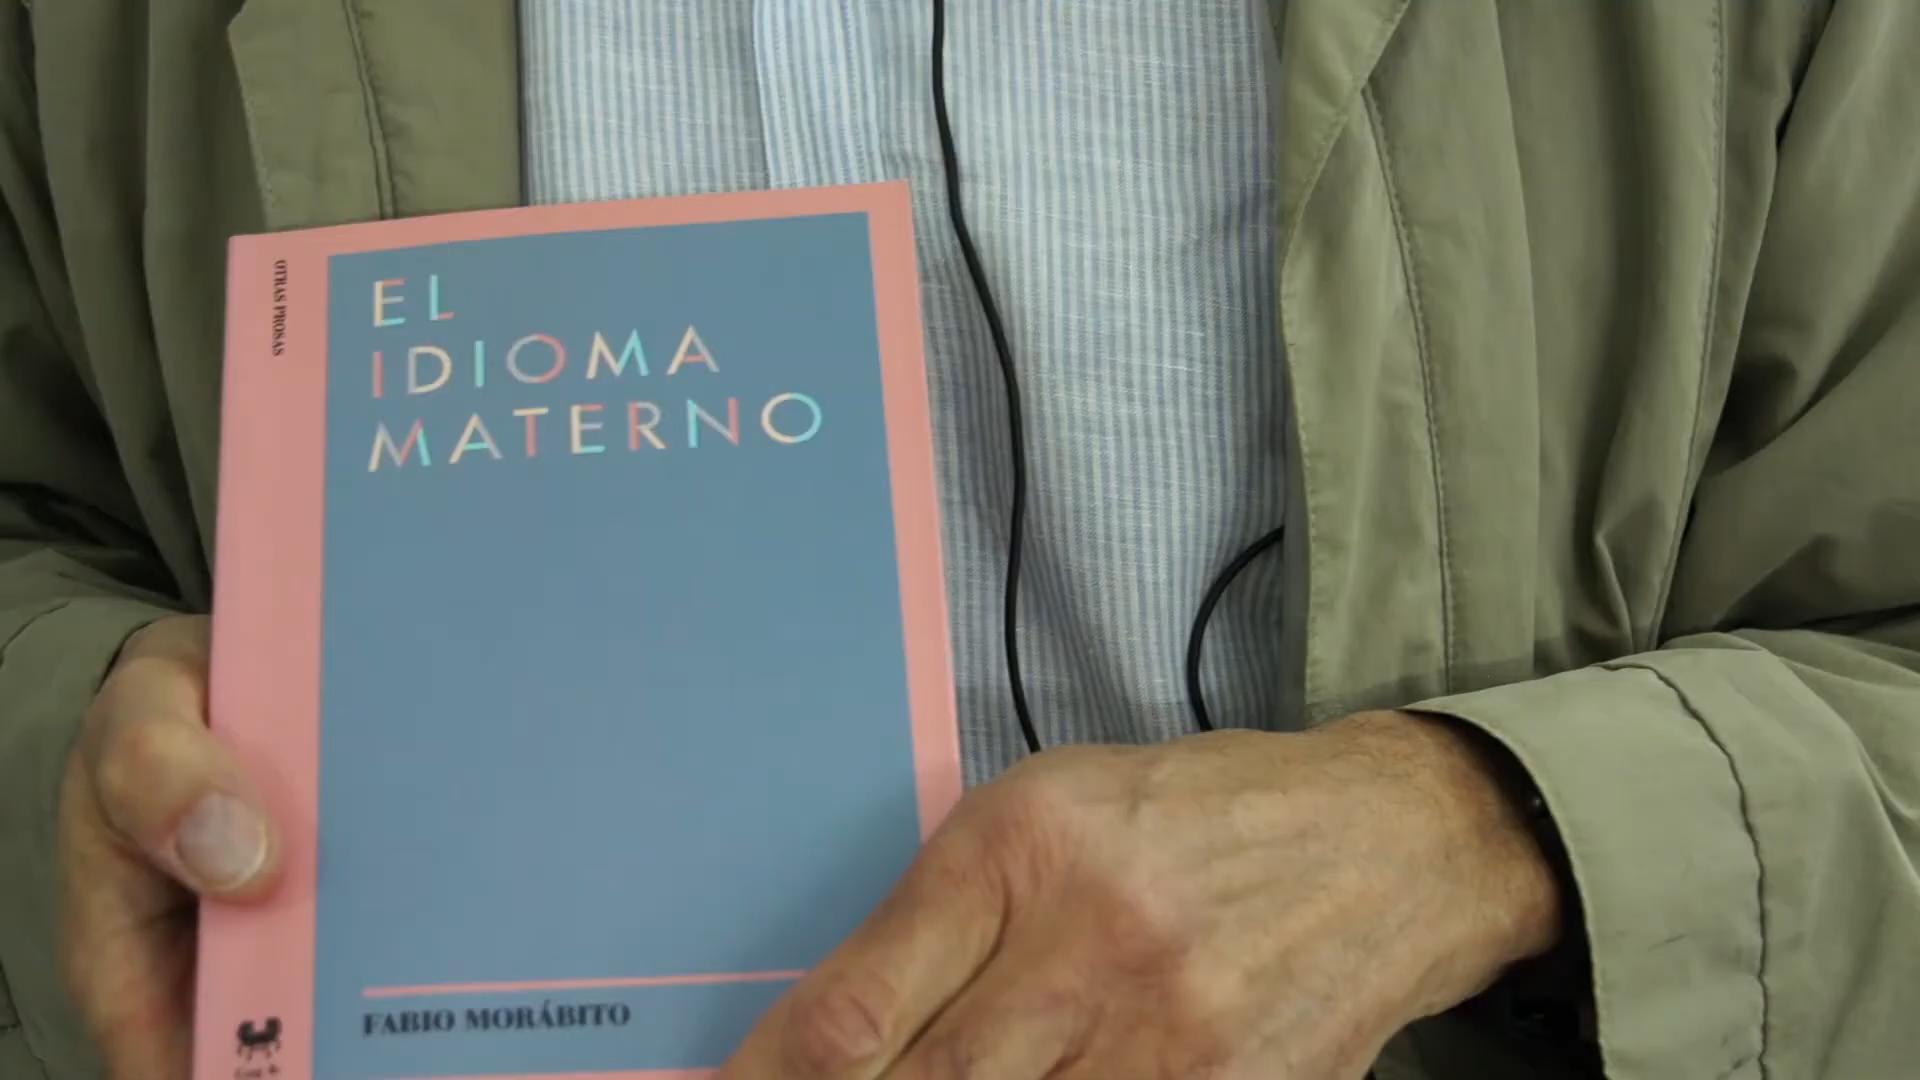 OTRAS PROSAS
EL
IDIOMA
MATERNO
FABIO MORÁBITO